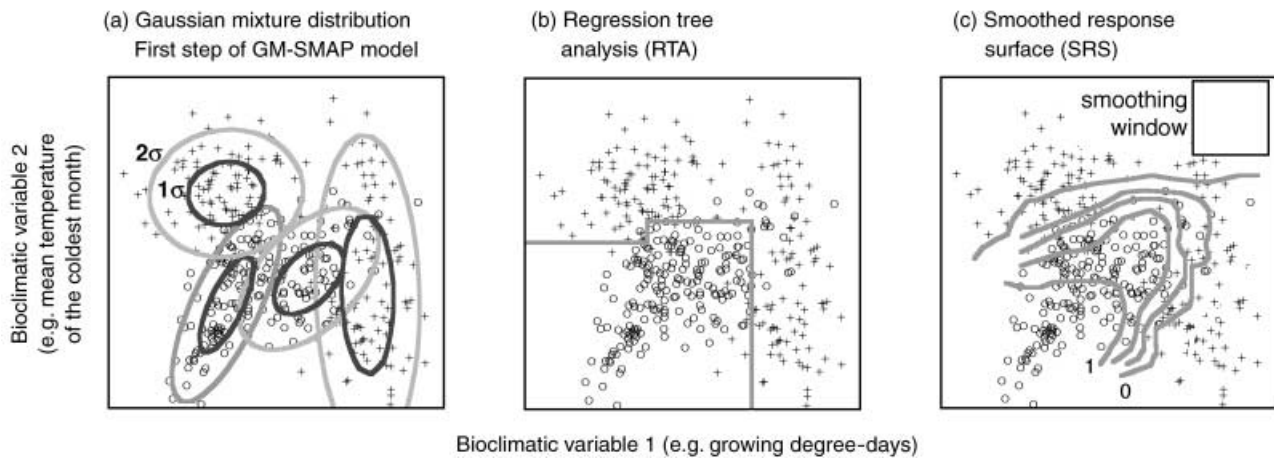 (a) Gaussian mixture distribution
First step of GM-SMAP model
(b) Regression tree
analysis (RTA)
(c) Smoothed response
surface (SRS)
Bioclimatic variable 2
(e.g. mean temperature
of the coldest month)
2σ
1σ
smoothing
window
1
0
Bioclimatic variable 1 (e.g. growing degree-days)